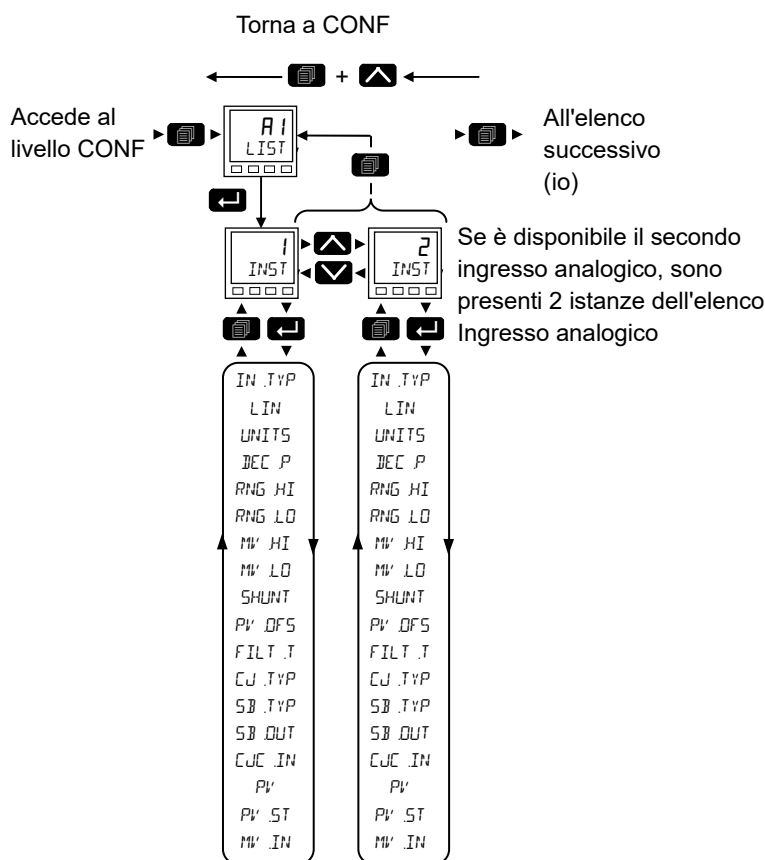 Torna a CONF
+
Accede al
livello CONF
AI
LIST
All'elenco
successivo
(io)
1
INST
2
INST
Se è disponibile il secondo
ingresso analogico, sono
presenti 2 istanze dell'elenco
Ingresso analogico
IN.TYP
LIN
UNITS
DEC.P
RNG.HI
RNG.LO
MV.HI
MV.LO
SHUNT
PV.OFS
FILT.T
CJ.TYP
SB.TYP
SB.OUT
CJC.IN
PV
PV.ST
MV.IN
IN.TYP
LIN
UNITS
DEC.P
RNG.HI
RNG.LO
MV.HI
MV.LO
SHUNT
PV.OFS
FILT.T
CJ.TYP
SB.TYP
SB.OUT
CJC.IN
PV
PV.ST
MV.IN